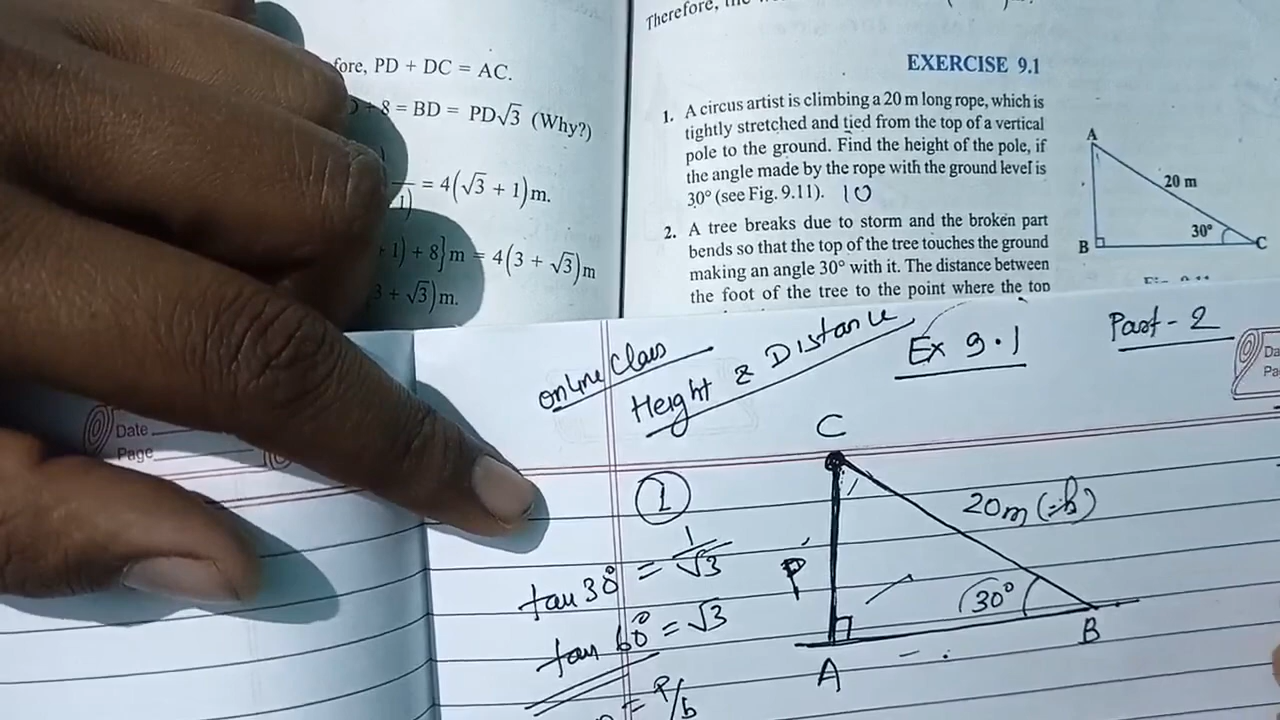 fore, PD + DC = AC.
8 = BD = PD√3 (Why?)
= 4(√3 + 1)m.
+ 1) + 8}m = 4(3 + √3)m
3 + √3)m.
Therefore,
EXERCISE 9.1
1. A circus artist is climbing a 20 m long rope, which is
tightly stretched and tied from the top of a vertical
pole to the ground. Find the height of the pole, if
the angle made by the rope with the ground level is
30° (see Fig. 9.11). 10
2. A tree breaks due to storm and the broken part
bends so that the top of the tree touches the ground
making an angle 30° with it. The distance between
the foot of the tree to the point where the top
A
20 m
30°
B
C
Online Class
Height & Distance
Ex 9.1
Part-2
Date
Page
Da
Pa
1
tan 30° = 1/√3
tan 60° = √3
= P/b
C
20m (=h)
P
30°
A
B